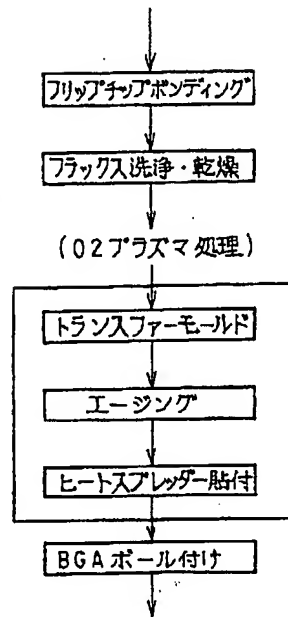 フリップチップボンディング
フラックス洗浄・乾燥
(O2プラズマ処理)
トランスファーモールド
エージング
ヒートスプレッダー貼付
BGAボール付け